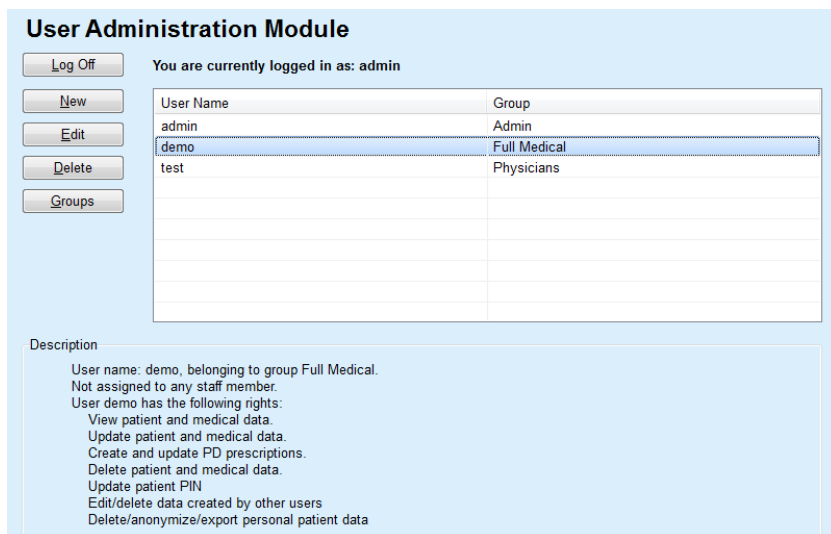 User Administration Module
Log Off
You are currently logged in as: admin
New
Edit
Delete
Groups
User Name Group
admin Admin
demo Full Medical
test Physicians
Description
User name: demo, belonging to group Full Medical.
Not assigned to any staff member.
User demo has the following rights:
View patient and medical data.
Update patient and medical data.
Create and update PD prescriptions.
Delete patient and medical data.
Update patient PIN
Edit/delete data created by other users
Delete/anonymize/export personal patient data